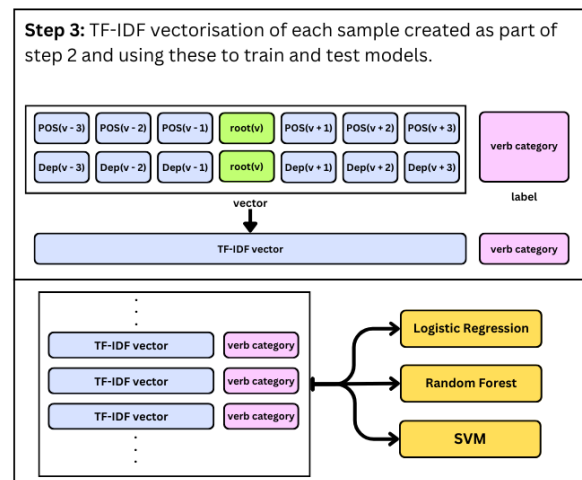 Step 3: TF-IDF vectorisation of each sample created as part of
step 2 and using these to train and test models.
POS(v - 3) POS(v - 2) POS(v - 1) root(v) POS(v + 1) POS(v + 2) POS(v + 3)
verb category
Dep(v - 3) Dep(v - 2) Dep(v - 1) root(v) Dep(v + 1) Dep(v + 2) Dep(v + 3)
vector label
TF-IDF vector verb category
TF-IDF vector verb category
TF-IDF vector verb category
TF-IDF vector verb category
Logistic Regression
Random Forest
SVM